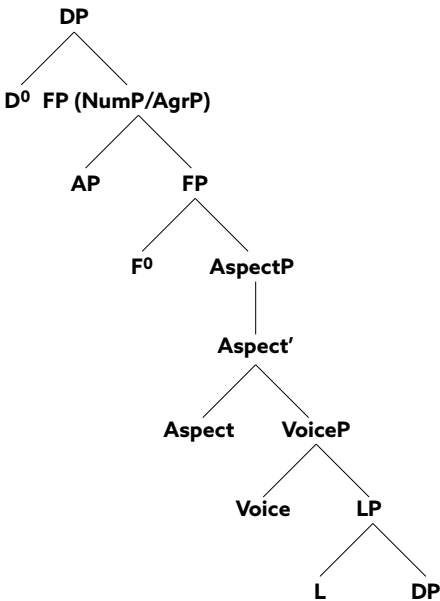 DP
D⁰ FP (NumP/AgrP)
AP FP
F⁰ AspectP
Aspect′
Aspect VoiceP
Voice LP
L DP